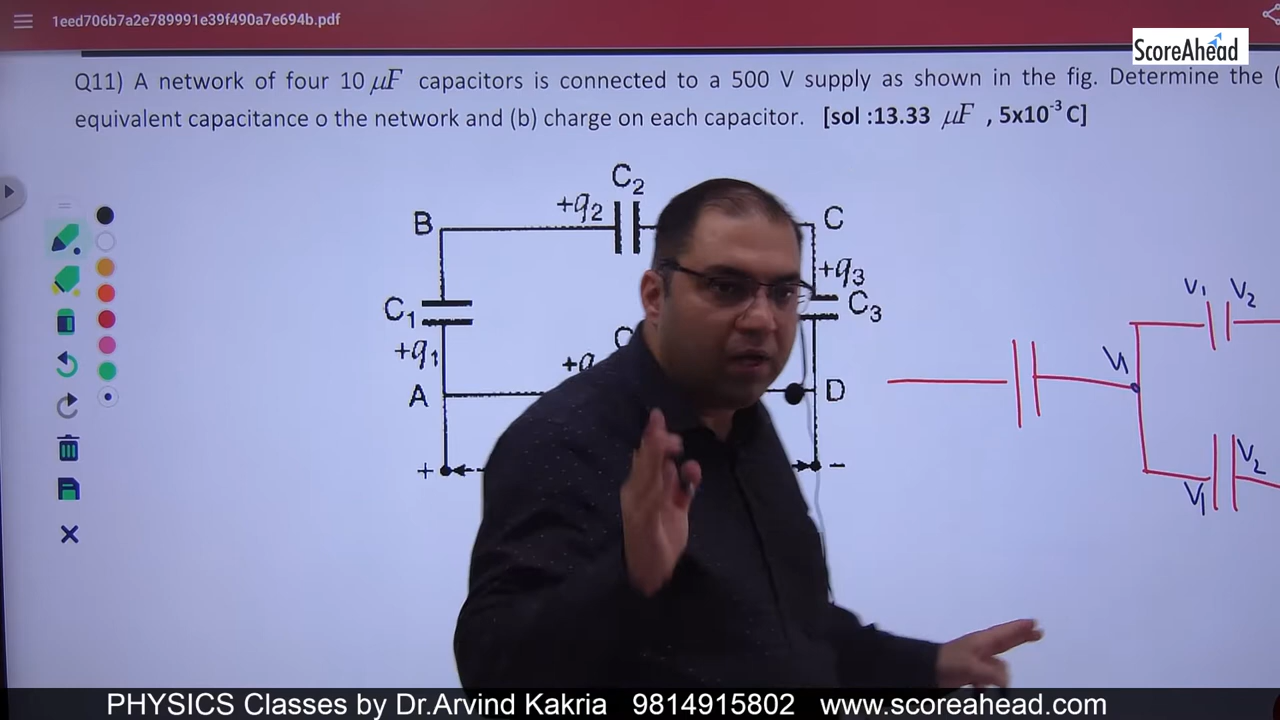 1eed706b7a2e789991e39f490a7e694b.pdf
ScoreAhead
Q11) A network of four 10 μF capacitors is connected to a 500 V supply as shown in the fig. Determine the (
equivalent capacitance o the network and (b) charge on each capacitor. [sol :13.33 μF , 5x10⁻³ C]
C₂
+q₂
B
C
+q₃
C₁
C₃
+q₁
+q
C
A
D
+
-
V₁ V₂
V₁
V₂
V₁
PHYSICS Classes by Dr.Arvind Kakria 9814915802 www.scoreahead.com